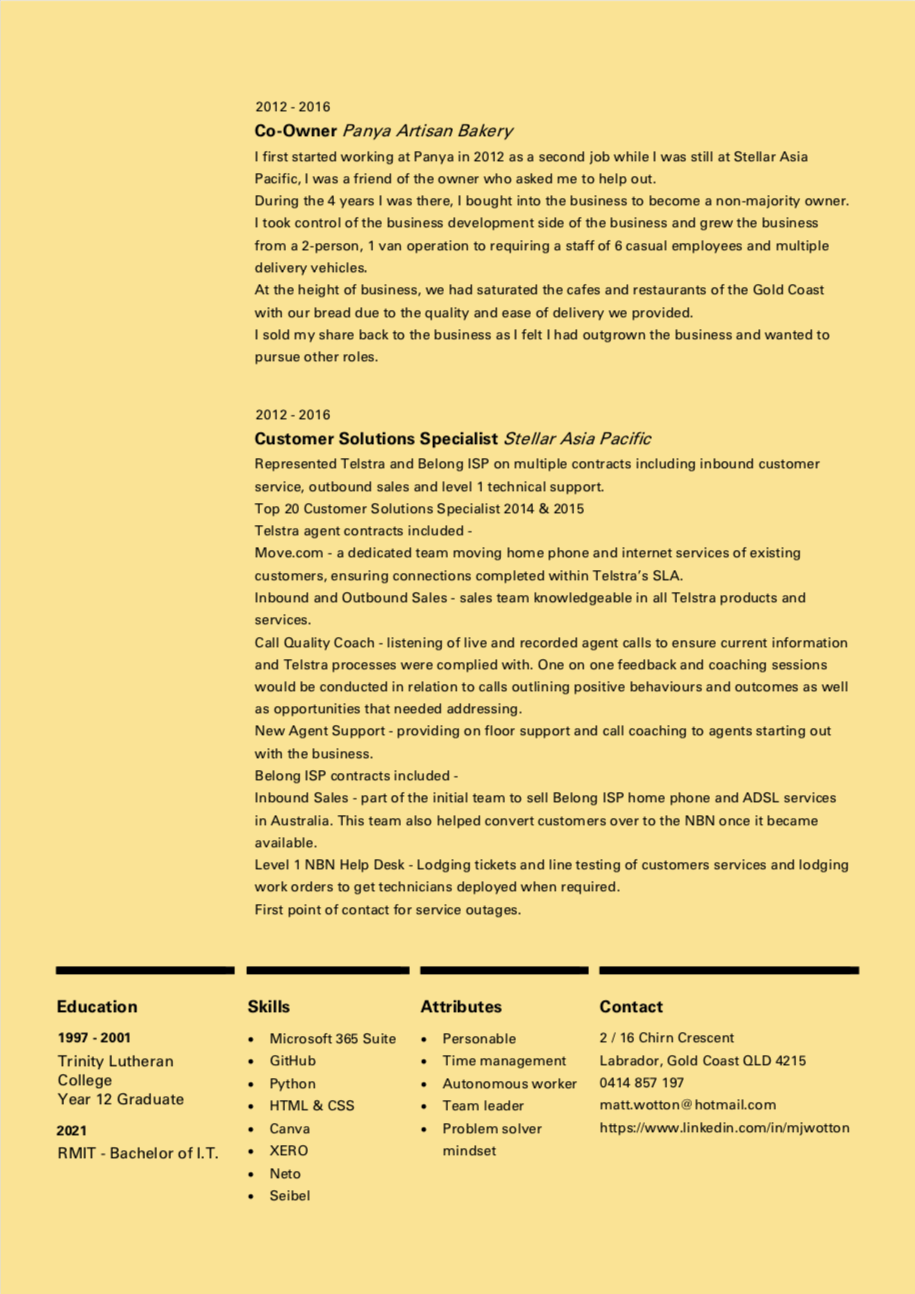 2012 - 2016
Co-Owner Panya Artisan Bakery
I first started working at Panya in 2012 as a second job while I was still at Stellar Asia
Pacific, I was a friend of the owner who asked me to help out.
During the 4 years I was there, I bought into the business to become a non-majority owner.
I took control of the business development side of the business and grew the business
from a 2-person, 1 van operation to requiring a staff of 6 casual employees and multiple
delivery vehicles.
At the height of business, we had saturated the cafes and restaurants of the Gold Coast
with our bread due to the quality and ease of delivery we provided.
I sold my share back to the business as I felt I had outgrown the business and wanted to
pursue other roles.
2012 - 2016
Customer Solutions Specialist Stellar Asia Pacific
Represented Telstra and Belong ISP on multiple contracts including inbound customer
service, outbound sales and level 1 technical support.
Top 20 Customer Solutions Specialist 2014 & 2015
Telstra agent contracts included -
Move.com - a dedicated team moving home phone and internet services of existing
customers, ensuring connections completed within Telstra's SLA.
Inbound and Outbound Sales - sales team knowledgeable in all Telstra products and
services.
Call Quality Coach - listening of live and recorded agent calls to ensure current information
and Telstra processes were complied with. One on one feedback and coaching sessions
would be conducted in relation to calls outlining positive behaviours and outcomes as well
as opportunities that needed addressing.
New Agent Support - providing on floor support and call coaching to agents starting out
with the business.
Belong ISP contracts included -
Inbound Sales - part of the initial team to sell Belong ISP home phone and ADSL services
in Australia. This team also helped convert customers over to the NBN once it became
available.
Level 1 NBN Help Desk - Lodging tickets and line testing of customers services and lodging
work orders to get technicians deployed when required.
First point of contact for service outages.
Education
1997 - 2001
Trinity Lutheran
College
Year 12 Graduate
2021
RMIT - Bachelor of I.T.
Skills
• Microsoft 365 Suite
• GitHub
• Python
• HTML & CSS
• Canva
• XERO
• Neto
• Seibel
Attributes
• Personable
• Time management
• Autonomous worker
• Team leader
• Problem solver
mindset
Contact
2 / 16 Chirn Crescent
Labrador, Gold Coast QLD 4215
0414 857 197
matt.wotton@hotmail.com
https://www.linkedin.com/in/mjwotton